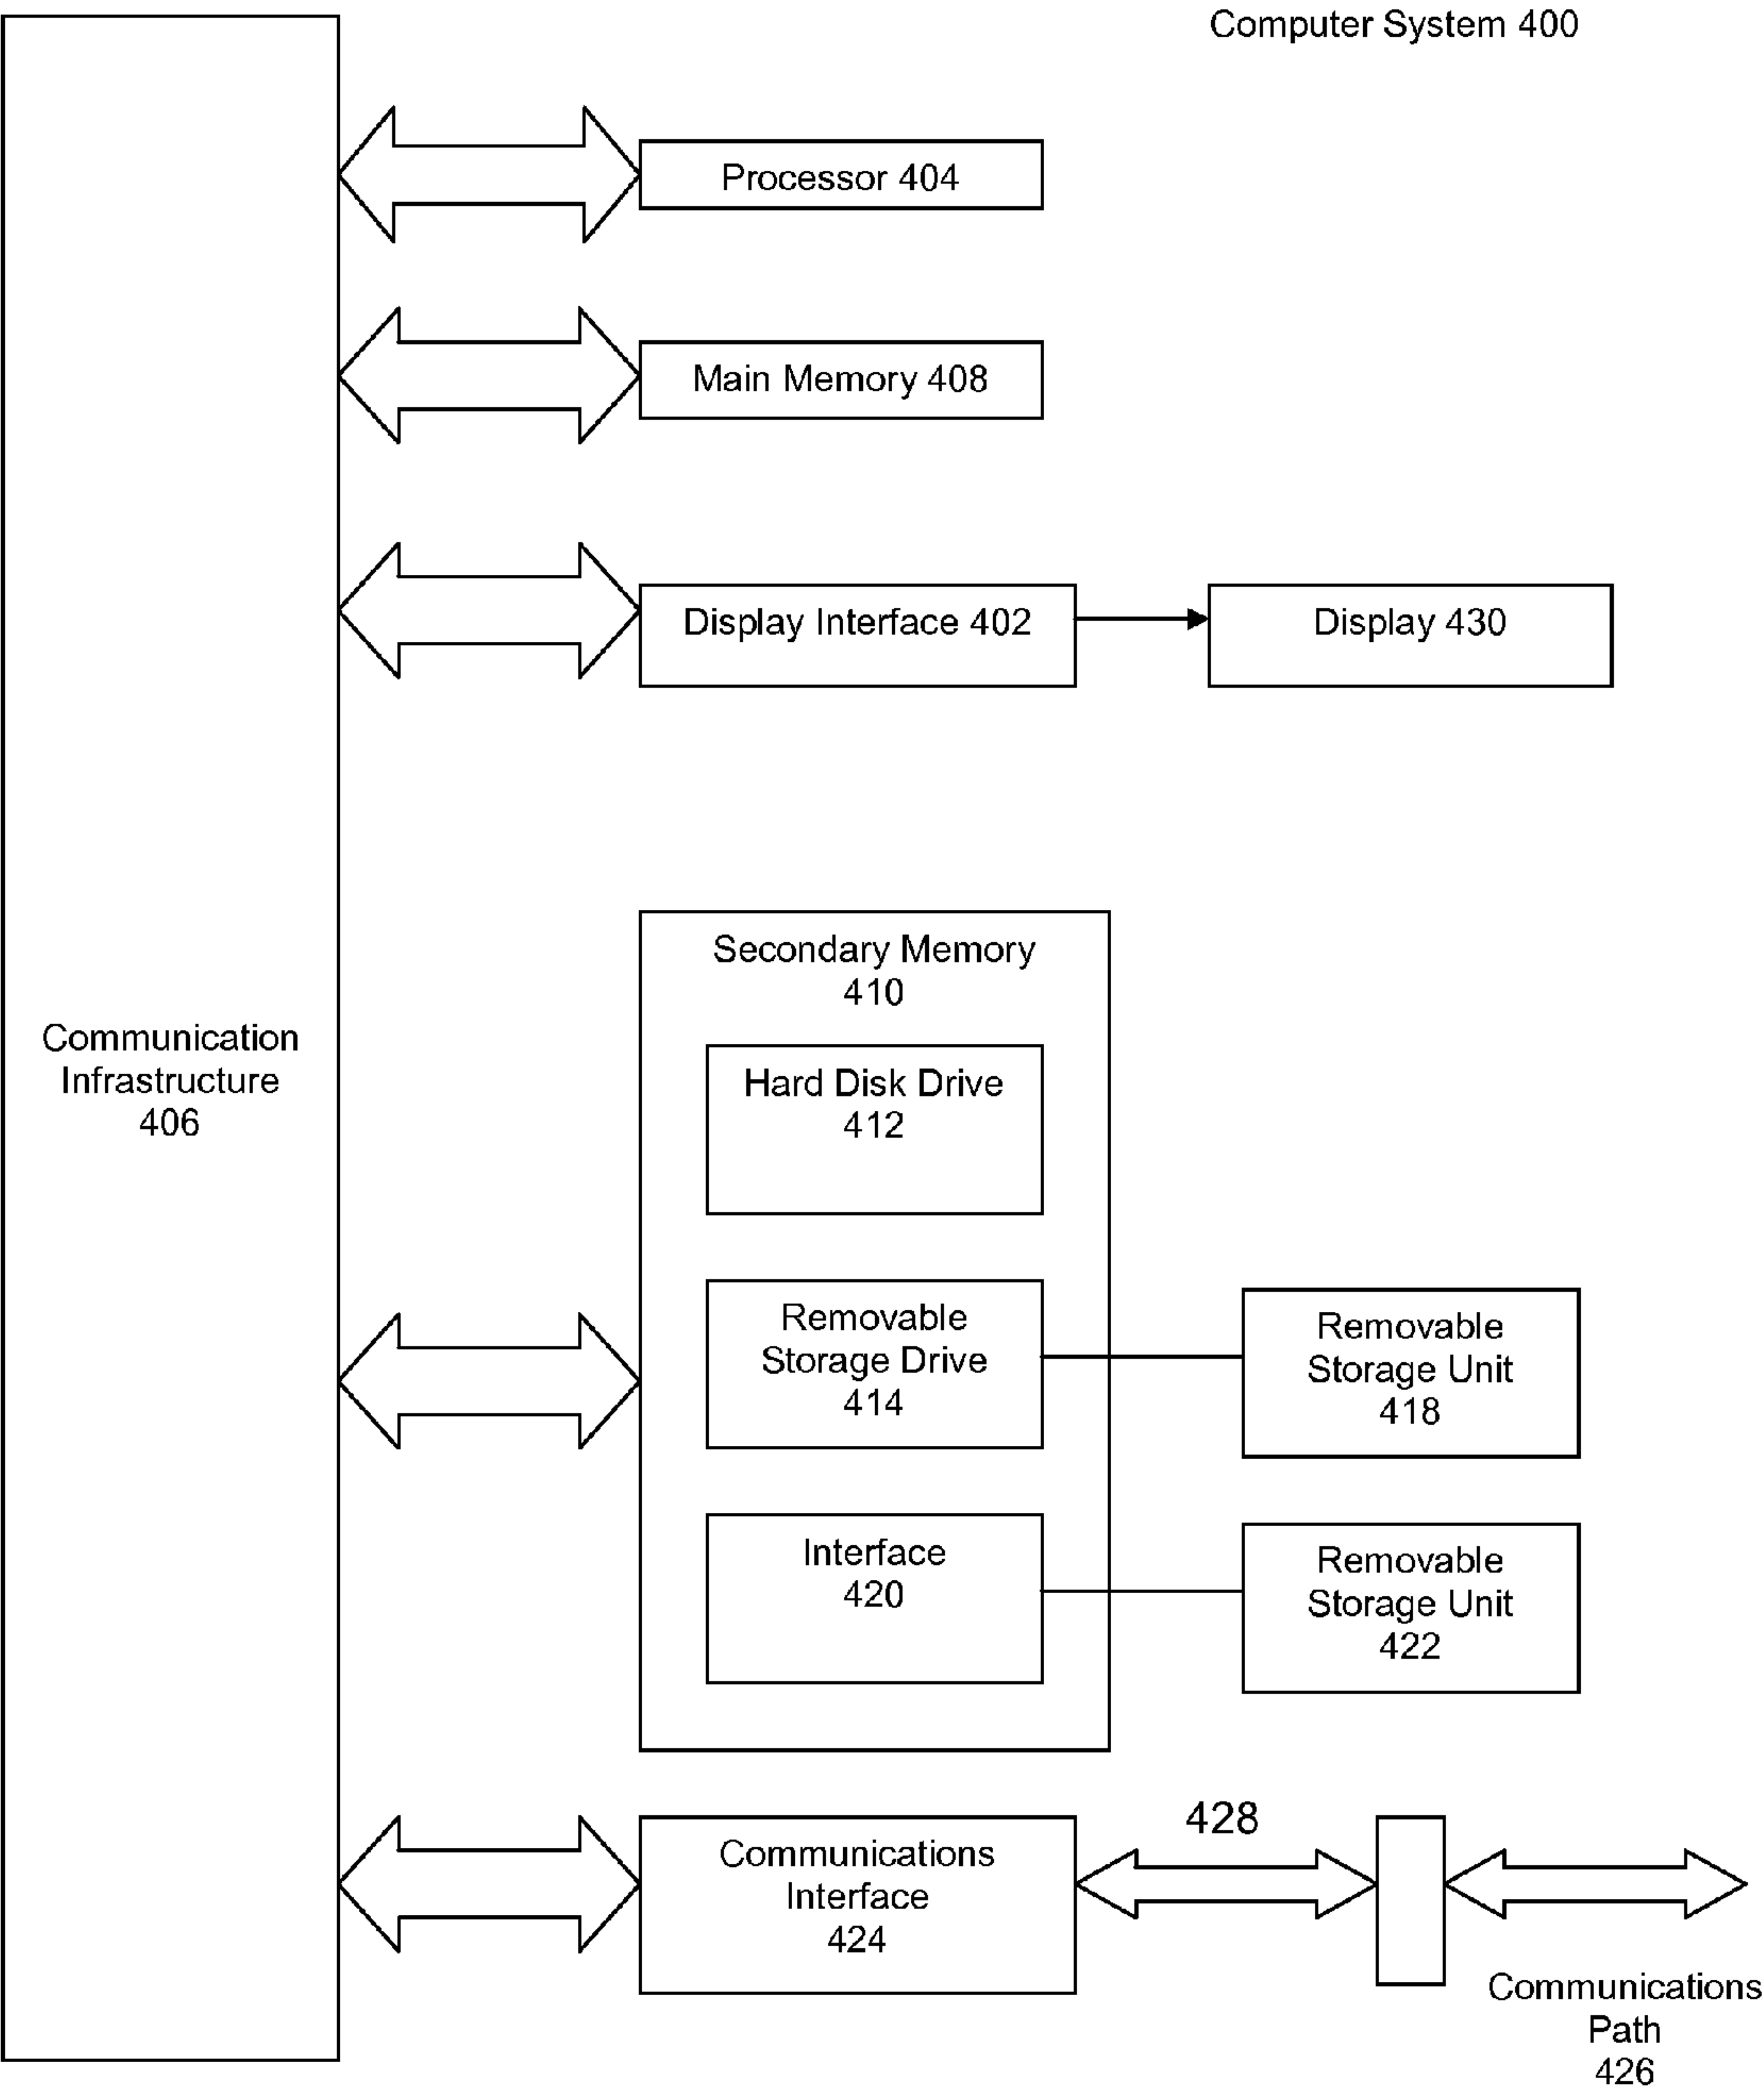 Computer System 400
Processor 404
Main Memory 408
Display Interface 402
Display 430
Communication
Infrastructure
406
Secondary Memory
410
Hard Disk Drive
412
Removable
Storage Drive
414
Removable
Storage Unit
418
Interface
420
Removable
Storage Unit
422
Communications
Interface
424
428
Communications
Path
426